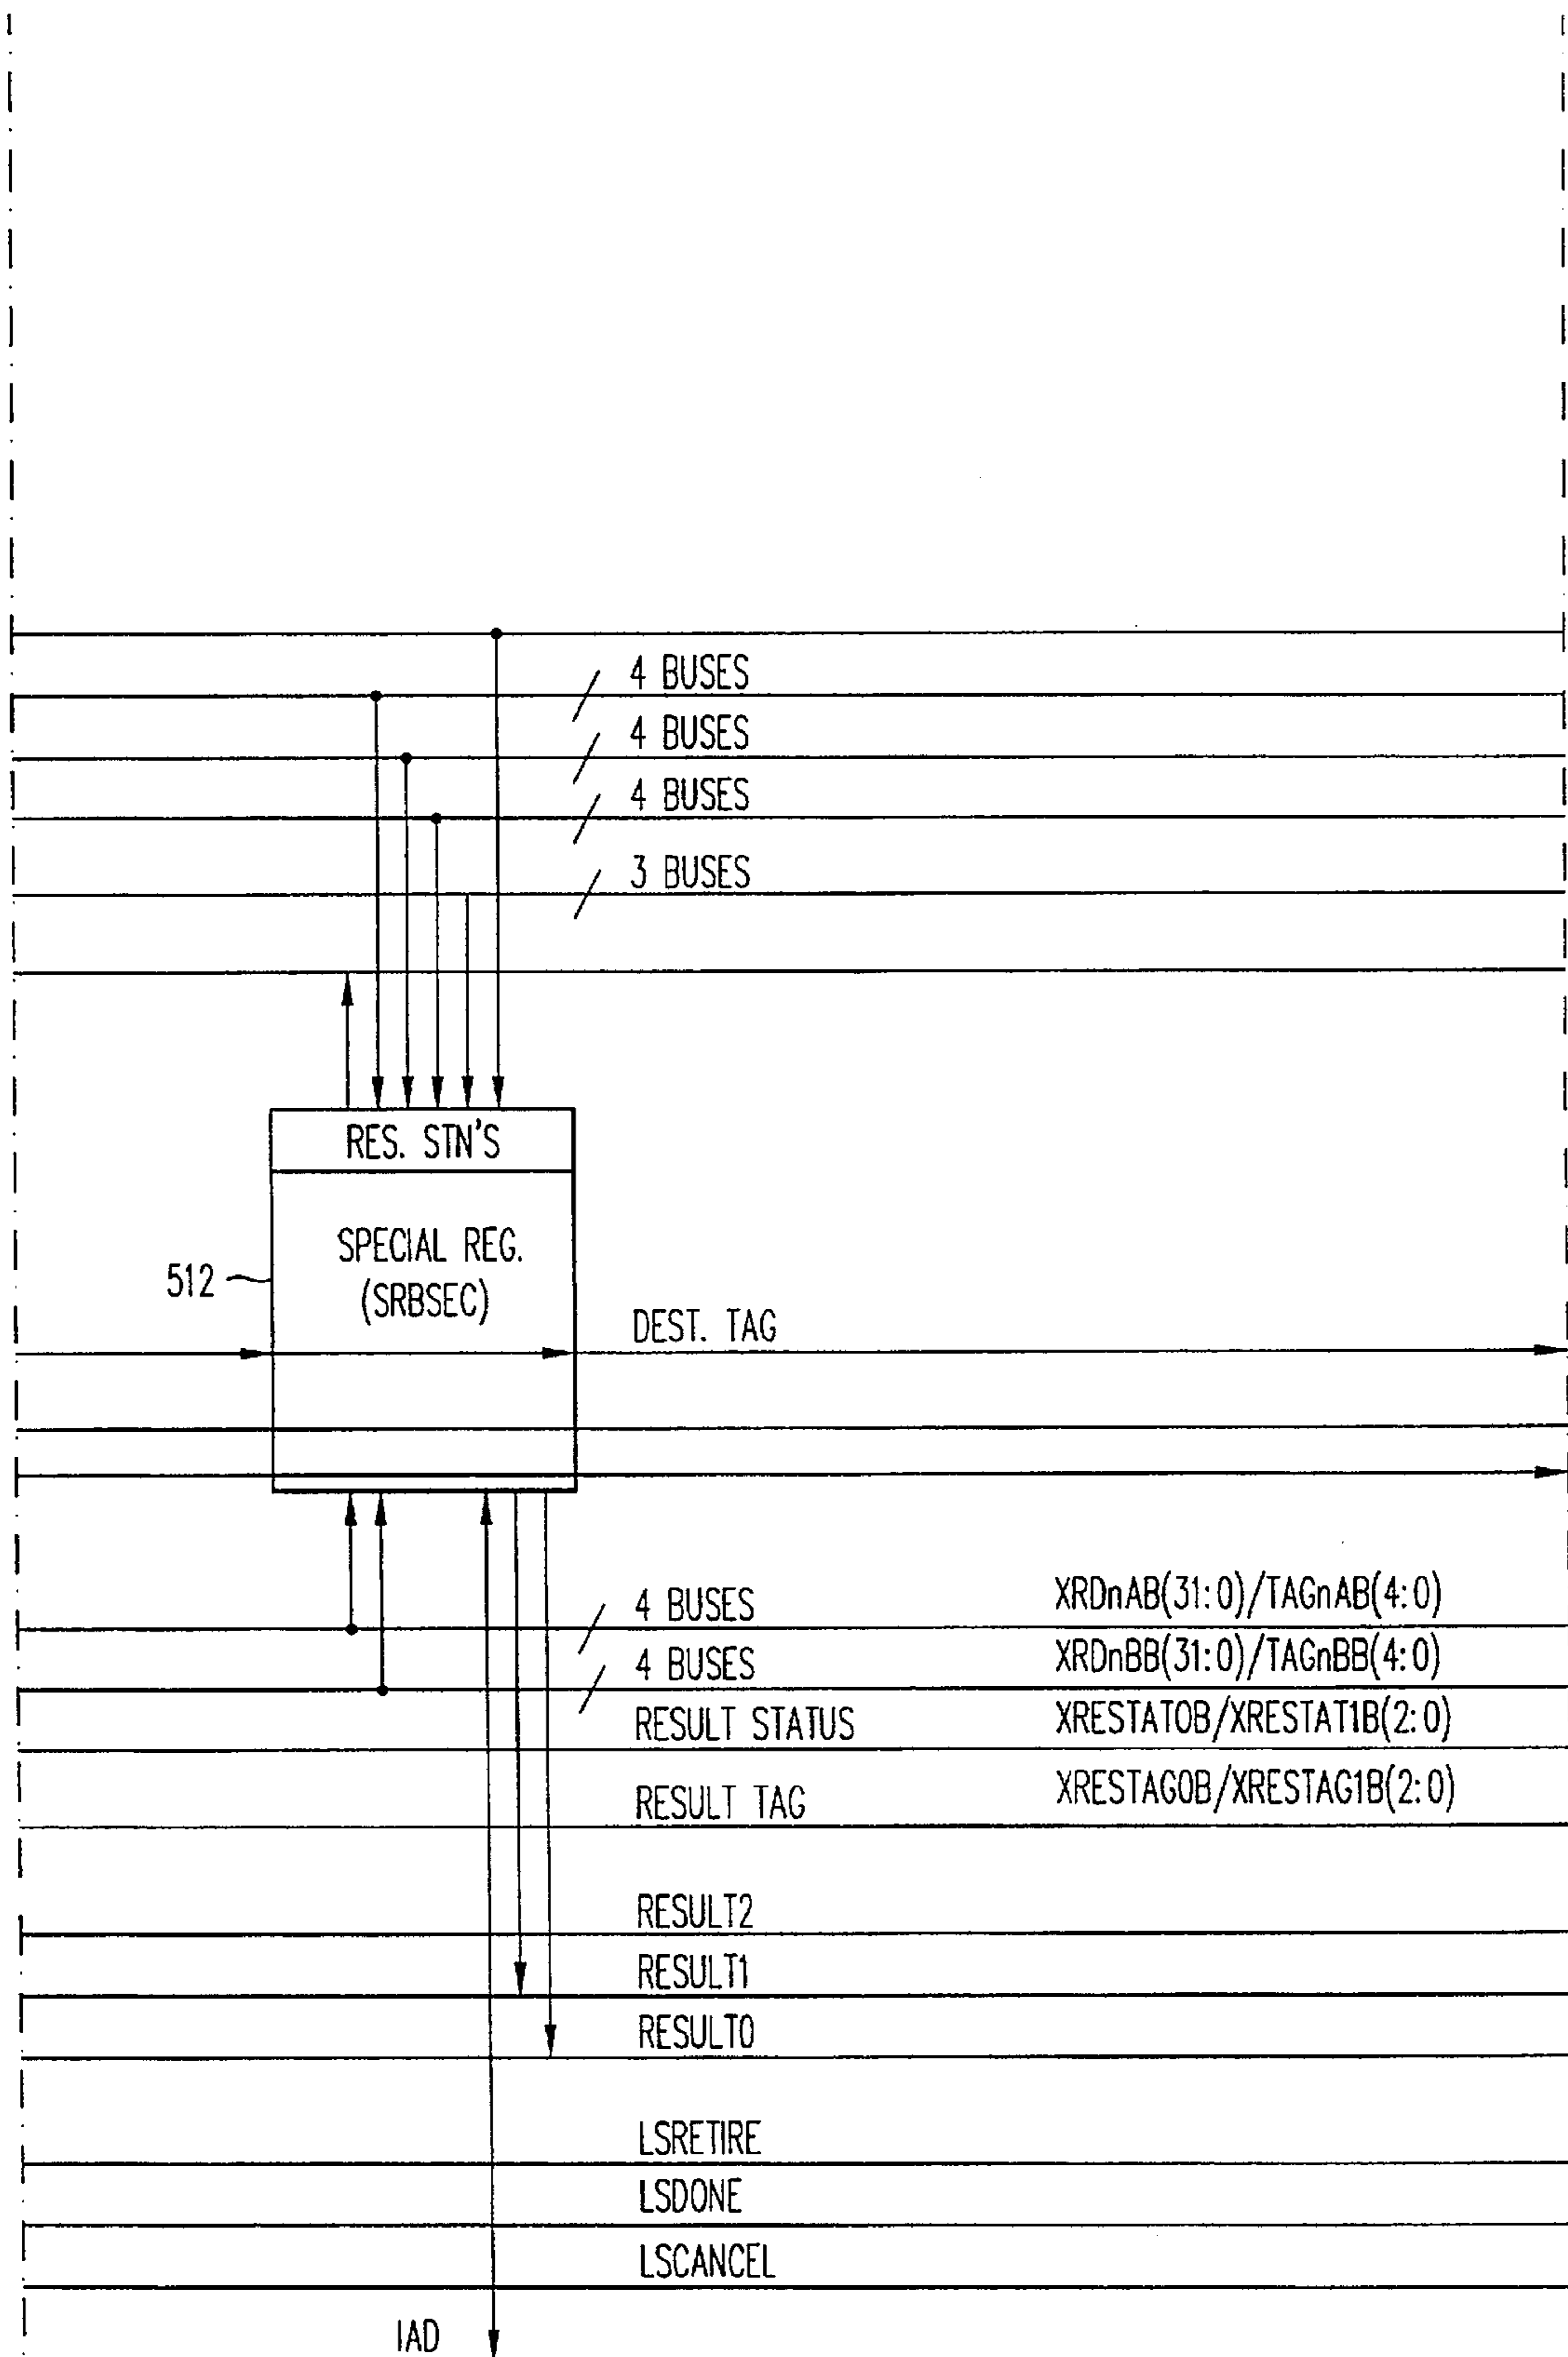 4 BUSES
4 BUSES
4 BUSES
3 BUSES
RES. STN'S
SPECIAL REG.
(SRBSEC)
512
DEST. TAG
4 BUSES XRDnAB(31:0)/TAGnAB(4:0)
4 BUSES XRDnBB(31:0)/TAGnBB(4:0)
RESULT STATUS XRESTAT0B/XRESTAT1B(2:0)
RESULT TAG XRESTAG0B/XRESTAG1B(2:0)
RESULT2
RESULT1
RESULT0
LSRETIRE
LSDONE
LSCANCEL
IAD